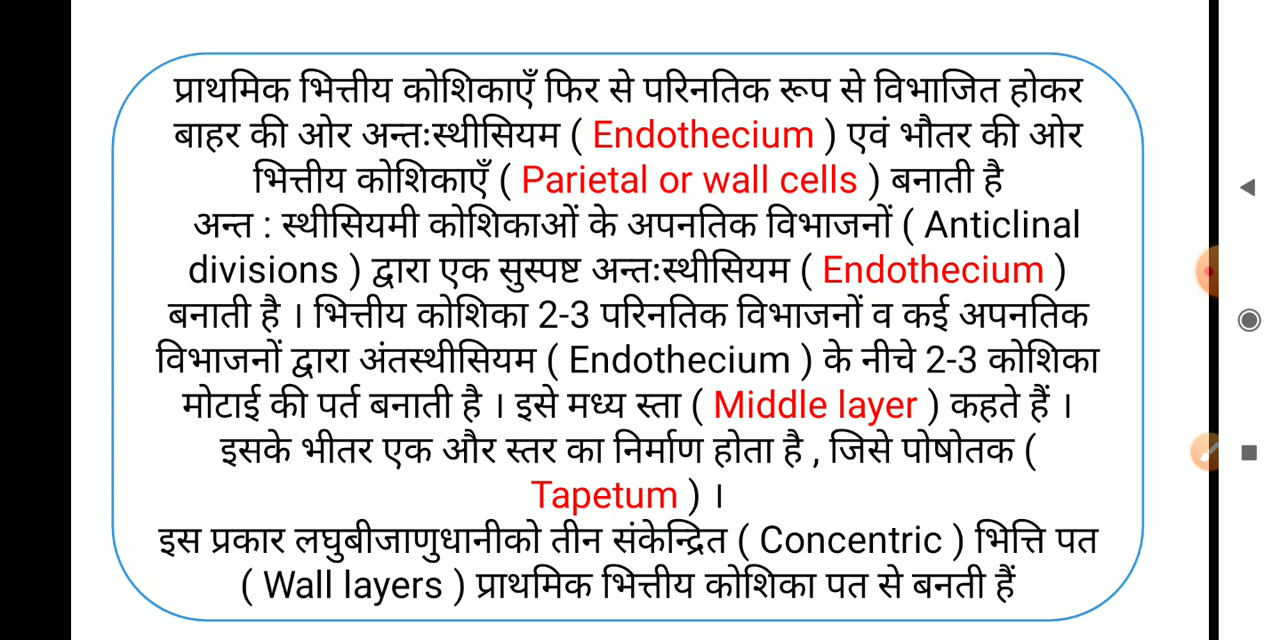 प्राथमिक भित्तीय कोशिकाएँ फिर से परिनतिक रूप से विभाजित होकर
बाहर की ओर अन्तःस्थीसियम ( Endothecium ) एवं भौतर की ओर
भित्तीय कोशिकाएँ ( Parietal or wall cells ) बनाती है
अन्त : स्थीसियमी कोशिकाओं के अपनतिक विभाजनों ( Anticlinal
divisions ) द्वारा एक सुस्पष्ट अन्तःस्थीसियम ( Endothecium )
बनाती है । भित्तीय कोशिका 2-3 परिनतिक विभाजनों व कई अपनतिक
विभाजनों द्वारा अंतस्थीसियम ( Endothecium ) के नीचे 2-3 कोशिका
मोटाई की पर्त बनाती है । इसे मध्य स्ता ( Middle layer ) कहते हैं ।
इसके भीतर एक और स्तर का निर्माण होता है , जिसे पोषोतक (
Tapetum ) ।
इस प्रकार लघुबीजाणुधानीको तीन संकेन्द्रित ( Concentric ) भित्ति पत
( Wall layers ) प्राथमिक भित्तीय कोशिका पत से बनती हैं